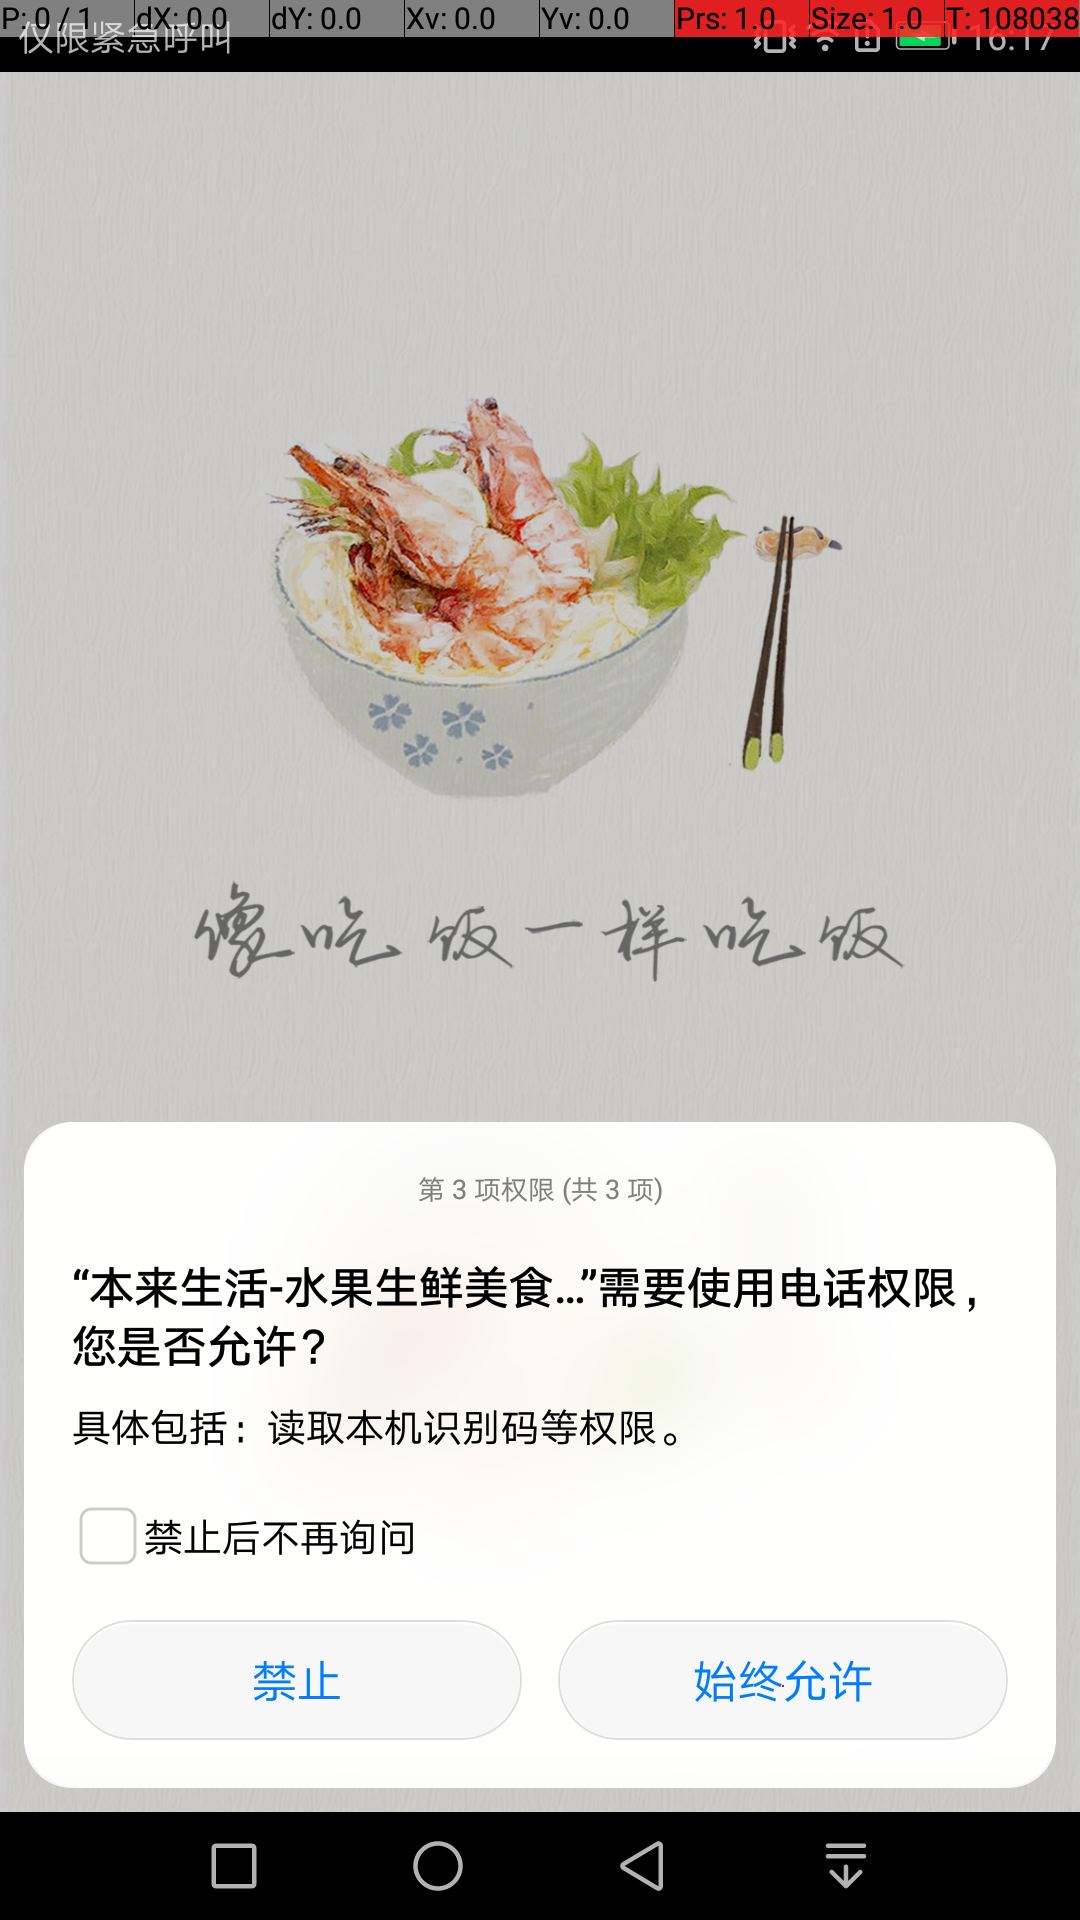 P: 0 / 1 dX: 0.0 dY: 0.0 Xv: 0.0 Yv: 0.0 Prs: 1.0 Size: 1.0 T: 108038
仅限紧急呼叫 16:17
像吃饭一样吃饭
第 3 项权限 (共 3 项)
“本来生活-水果生鲜美食...”需要使用电话权限，
您是否允许？
具体包括：读取本机识别码等权限。
禁止后不再询问
禁止 始终允许